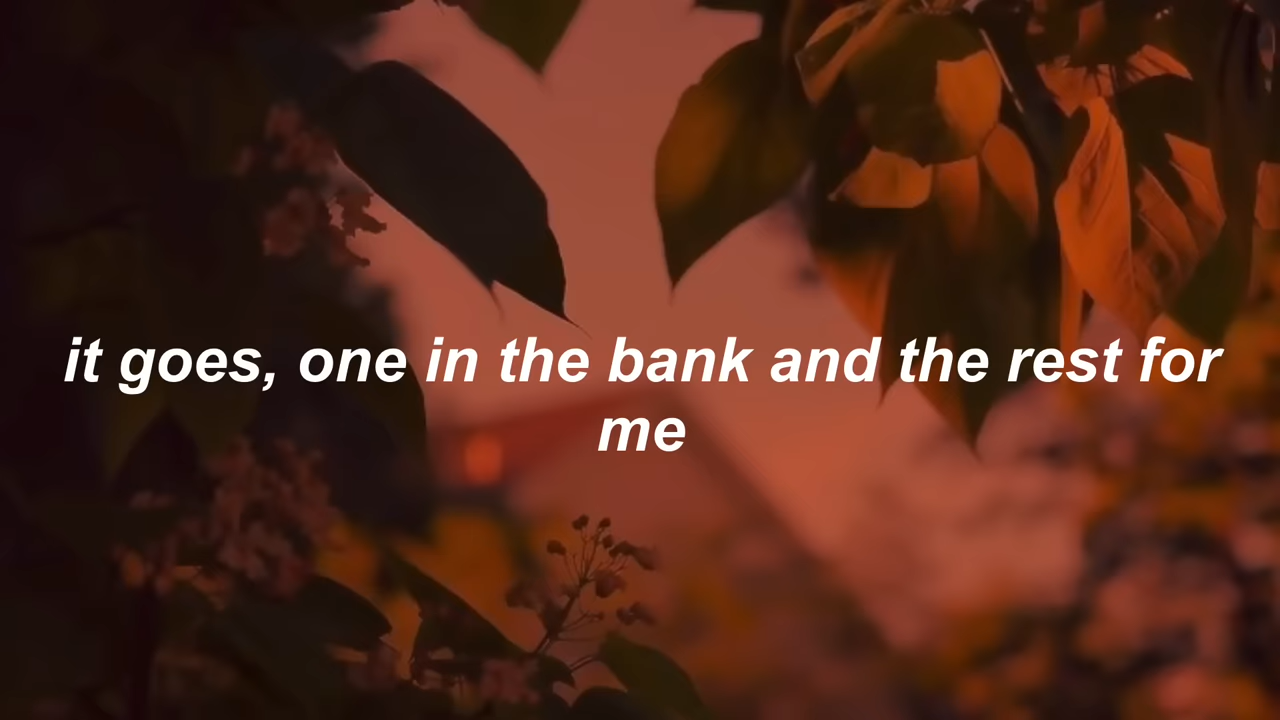 it goes, one in the bank and the rest for
me